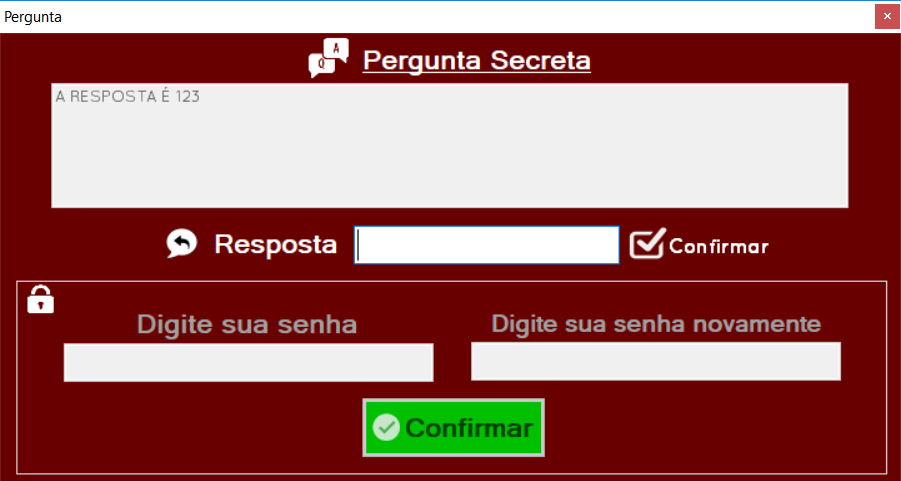 Pergunta
Pergunta Secreta
A RESPOSTA É 123
Resposta
Confirmar
Digite sua senha
Digite sua senha novamente
Confirmar